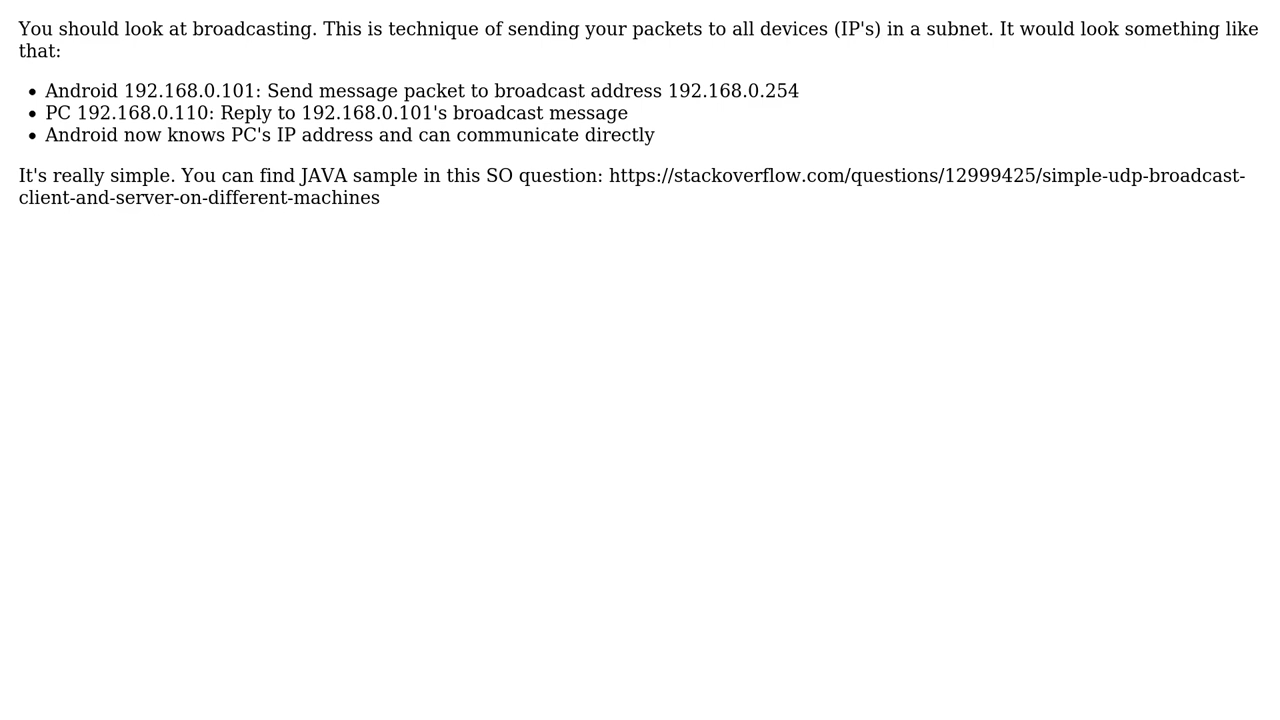 You should look at broadcasting. This is technique of sending your packets to all devices (IP's) in a subnet. It would look something like
that:
• Android 192.168.0.101: Send message packet to broadcast address 192.168.0.254
• PC 192.168.0.110: Reply to 192.168.0.101's broadcast message
• Android now knows PC's IP address and can communicate directly
It's really simple. You can find JAVA sample in this SO question: https://stackoverflow.com/questions/12999425/simple-udp-broadcast-
client-and-server-on-different-machines